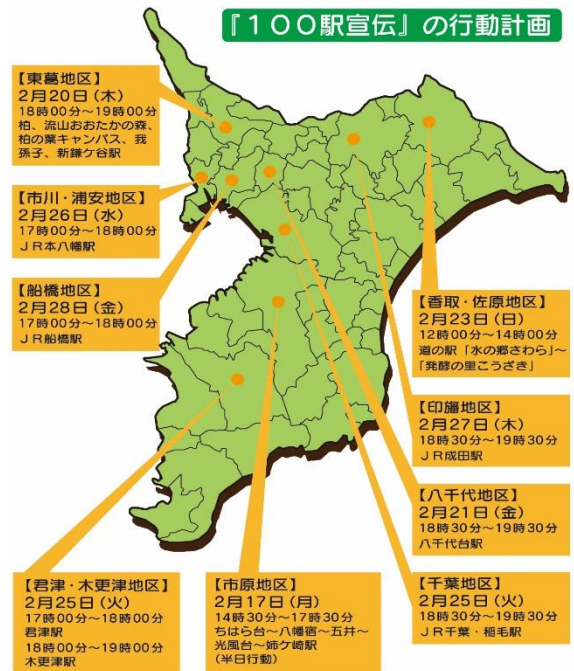 『100駅宣伝』の行動計画
【東葛地区】
2月20日(木)
18時00分～19時00分
柏、流山おおたかの森、
柏の葉キャンパス、我
孫子、新鎌ケ谷駅
【市川・浦安地区】
2月26日(水)
17時00分～18時00分
JR本八幡駅
【船橋地区】
2月28日(金)
17時00分～18時00分
JR船橋駅
【香取・佐原地区】
2月23日(日)
12時00分～14時00分
道の駅「水の郷さわら」～
「発酵の里こうざき」
【印旛地区】
2月27日(木)
18時30分～19時30分
JR成田駅
【八千代地区】
2月21日(金)
18時30分～19時30分
八千代台駅
【君津・木更津地区】
2月25日(火)
17時00分～18時00分
君津駅
18時00分～19時00分
木更津駅
【市原地区】
2月17日(月)
14時30分～17時30分
ちはら台～八幡宿～五井～
光風台～姉ケ崎駅
(半日行動)
【千葉地区】
2月25日(火)
18時30分～19時30分
JR千葉・稲毛駅